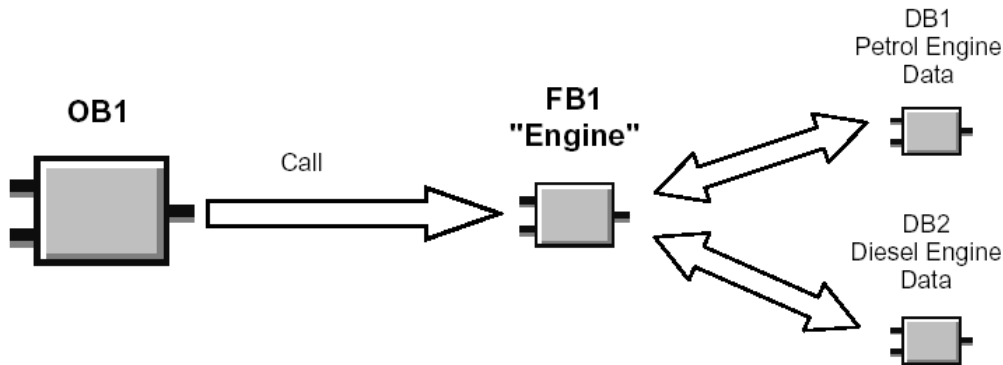 OB1
Call
FB1
"Engine"
DB1
Petrol Engine
Data
DB2
Diesel Engine
Data